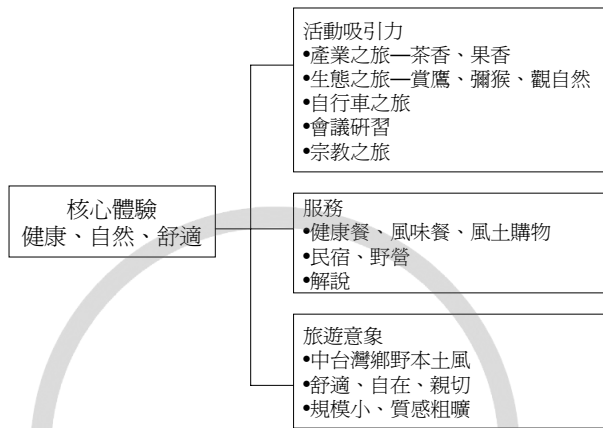 核心體驗
健康、自然、舒適
活動吸引力
•產業之旅—茶香、果香
•生態之旅—賞鷹、彌猴、觀自然
•自行車之旅
•會議研習
•宗教之旅
服務
•健康餐、風味餐、風土購物
•民宿、野營
•解說
旅遊意象
•中台灣鄉野本土風
•舒適、自在、親切
•規模小、質感粗曠